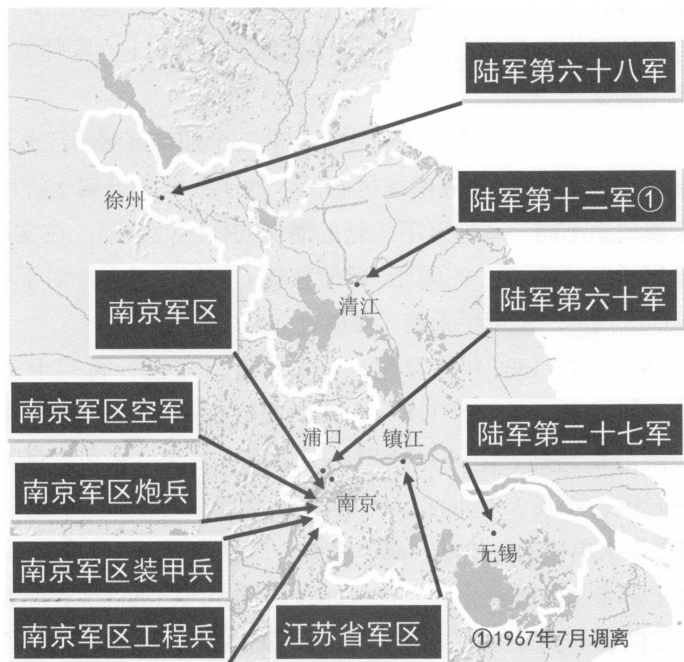 陆军第六十八军
徐州
陆军第十二军①
清江
南京军区
陆军第六十军
南京军区空军
浦口
镇江
陆军第二十七军
南京军区炮兵
南京
无锡
南京军区装甲兵
南京军区工程兵
江苏省军区
①1967年7月调离